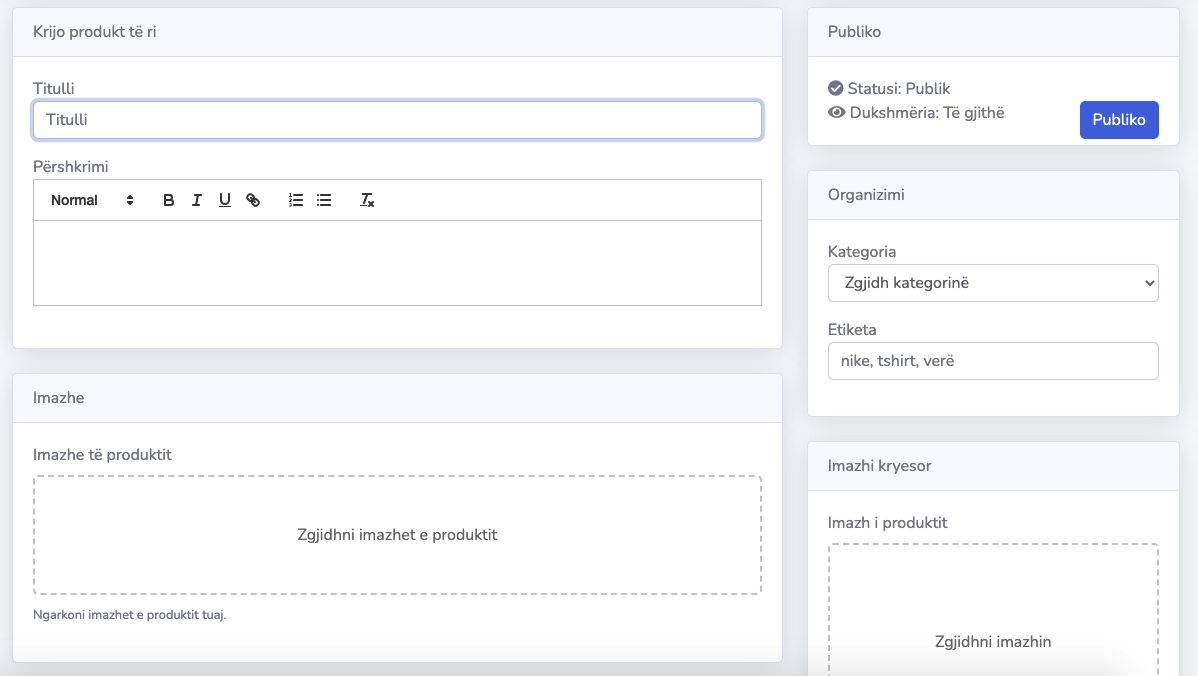 Krijo produkt të ri
Titulli
Titulli
Përshkrimi
Normal B I U
Imazhe
Imazhe të produktit
Zgjidhni imazhet e produktit
Ngarkoni imazhet e produktit tuaj.
Publiko
Statusi: Publik
Dukshmëria: Të gjithë
Publiko
Organizimi
Kategoria
Zgjidh kategorinë
Etiketa
nike, tshirt, verë
Imazhi kryesor
Imazh i produktit
Zgjidhni imazhin